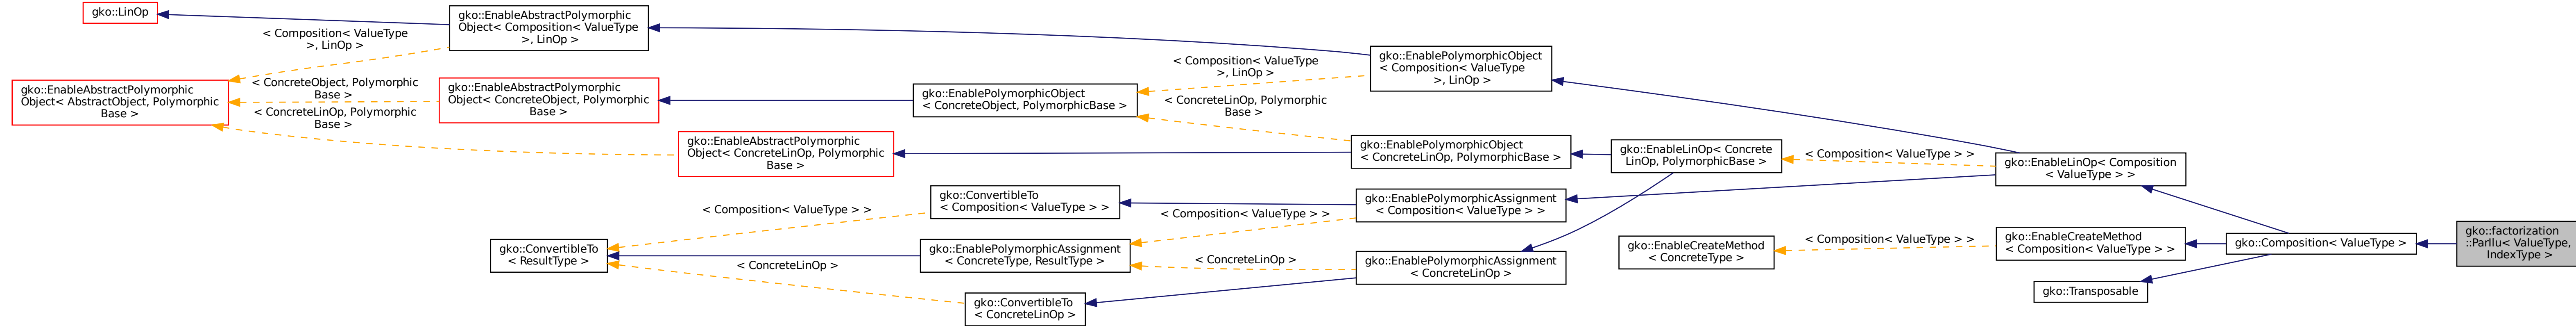 gko::LinOp
gko::EnableAbstractPolymorphic
Object< Composition< ValueType
>, LinOp >
< Composition< ValueType
>, LinOp >
gko::EnableAbstractPolymorphic
Object< AbstractObject, Polymorphic
Base >
< ConcreteObject, Polymorphic
Base >
< ConcreteLinOp, Polymorphic
Base >
gko::EnableAbstractPolymorphic
Object< ConcreteObject, Polymorphic
Base >
gko::EnableAbstractPolymorphic
Object< ConcreteLinOp, Polymorphic
Base >
gko::EnablePolymorphicObject
< ConcreteObject, PolymorphicBase >
< Composition< ValueType
>, LinOp >
< ConcreteLinOp, Polymorphic
Base >
gko::EnablePolymorphicObject
< Composition< ValueType
>, LinOp >
gko::EnablePolymorphicObject
< ConcreteLinOp, PolymorphicBase >
gko::EnableLinOp< Concrete
LinOp, PolymorphicBase >
< Composition< ValueType > >
gko::EnableLinOp< Composition
< ValueType > >
gko::ConvertibleTo
< ResultType >
< Composition< ValueType > >
gko::ConvertibleTo
< Composition< ValueType > >
gko::EnablePolymorphicAssignment
< ConcreteType, ResultType >
< ConcreteLinOp >
gko::ConvertibleTo
< ConcreteLinOp >
< Composition< ValueType > >
< ConcreteLinOp >
gko::EnablePolymorphicAssignment
< Composition< ValueType > >
gko::EnablePolymorphicAssignment
< ConcreteLinOp >
gko::EnableCreateMethod
< ConcreteType >
< Composition< ValueType > >
gko::EnableCreateMethod
< Composition< ValueType > >
gko::Transposable
gko::Composition< ValueType >
gko::factorization
::ParIlu< ValueType,
IndexType >